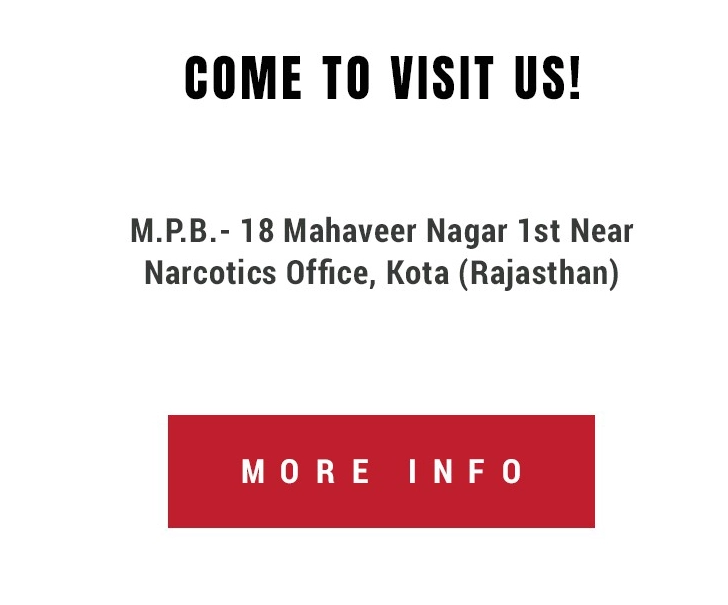 COME TO VISIT US!
M.P.B.- 18 Mahaveer Nagar 1st Near
Narcotics Office, Kota (Rajasthan)
MORE INFO